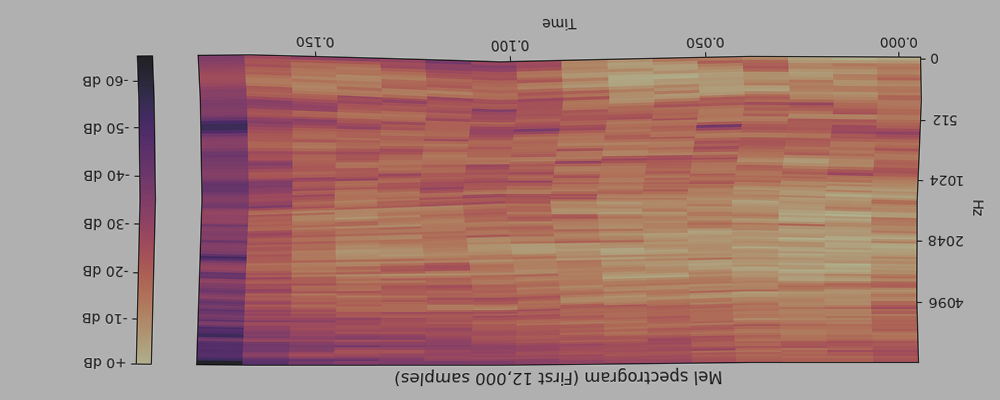 Mel spectrogram (First 12,000 samples)
4096
2048
1024
512
0
Hz
0.000
0.050
0.100
0.150
Time
+0 dB
-10 dB
-20 dB
-30 dB
-40 dB
-50 dB
-60 dB